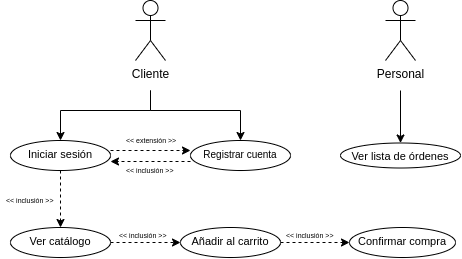 Cliente
Personal
<< extensión >>
Iniciar sesión
Registrar cuenta
Ver lista de órdenes
<< inclusión >>
<< inclusión >>
<< inclusión >>
<< inclusión >>
Ver catálogo
Añadir al carrito
Confirmar compra